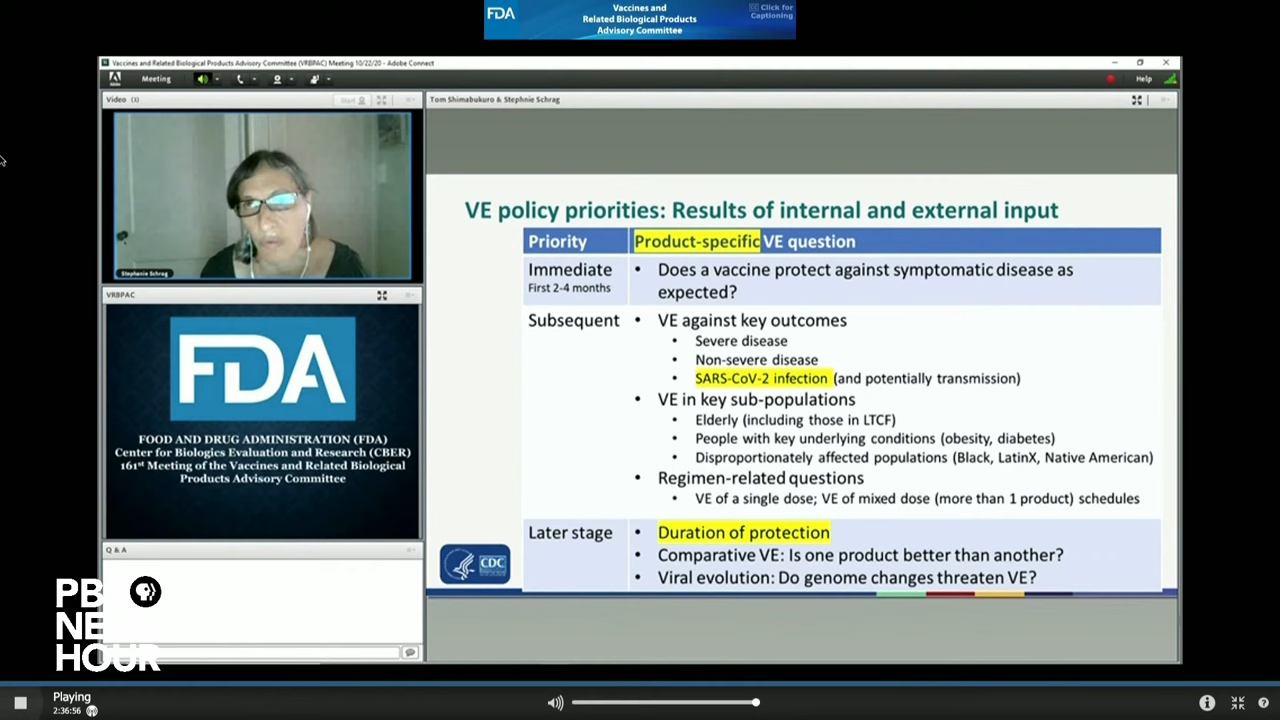 FDA
Vaccines and
Related Biological Products
Advisory Committee
CC Click for
Captioning
Vaccines and Related Biological Products Advisory Committee (VRBPAC) Meeting 10/22/20 - Adobe Connect
Meeting
Help
Video (1)
Start
Tom Shimabukuro & Stephnie Schrag
Stephanie Schrag
VRBPAC
FDA
FOOD AND DRUG ADMINISTRATION (FDA)
Center for Biologics Evaluation and Research (CBER)
161st Meeting of the Vaccines and Related Biological
Products Advisory Committee
Q & A
VE policy priorities: Results of internal and external input
Priority
Product-specific VE question
Immediate
First 2-4 months
• Does a vaccine protect against symptomatic disease as
expected?
Subsequent
• VE against key outcomes
• Severe disease
• Non-severe disease
• SARS-CoV-2 infection (and potentially transmission)
• VE in key sub-populations
• Elderly (including those in LTCF)
• People with key underlying conditions (obesity, diabetes)
• Disproportionately affected populations (Black, LatinX, Native American)
• Regimen-related questions
• VE of a single dose; VE of mixed dose (more than 1 product) schedules
Later stage
• Duration of protection
• Comparative VE: Is one product better than another?
• Viral evolution: Do genome changes threaten VE?
CDC
PBS
NEWS
HOUR
Playing
2:36:56